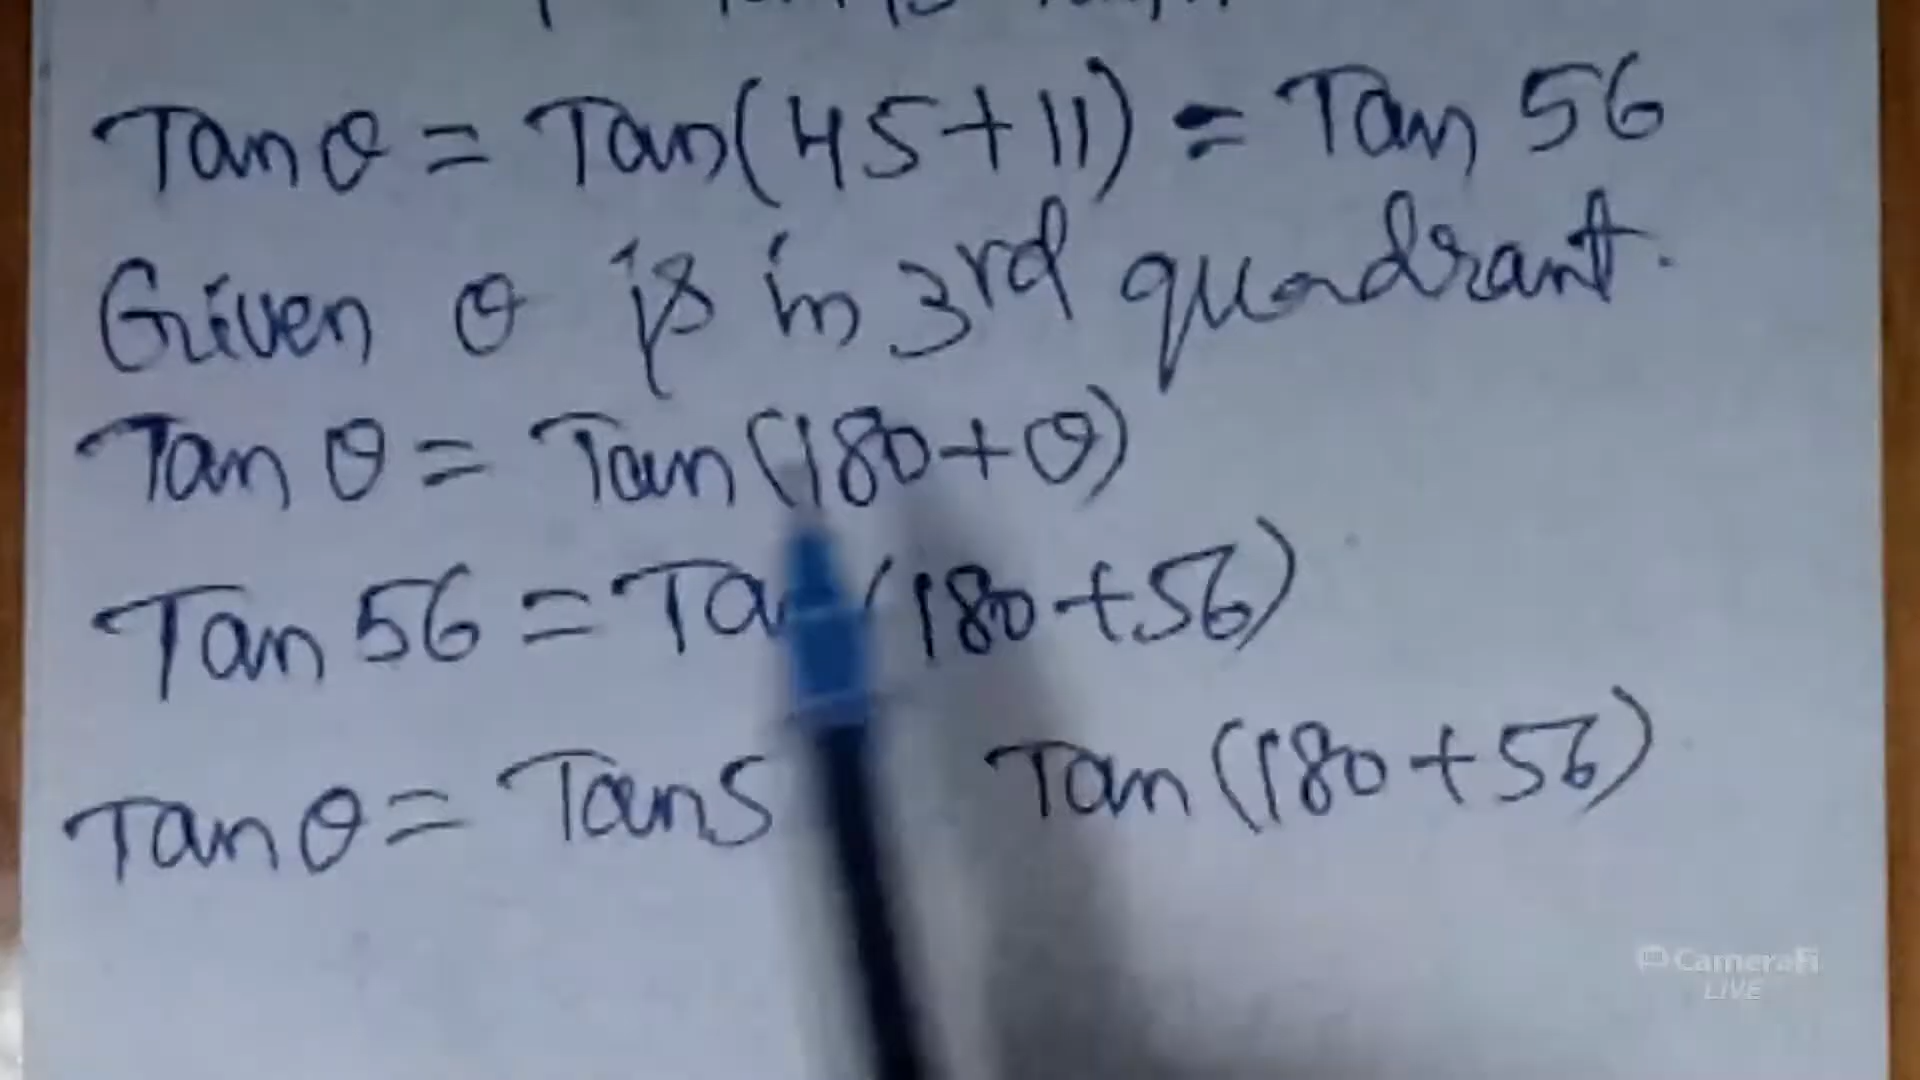 Tan θ = Tan(45+11) = Tan 56
Given θ is in 3rd quadrant.
Tan θ = Tan(180+θ)
Tan 56 = Ta (180+56)
Tan θ = Tan5 Tan(180+56)
CameraFi
LIVE